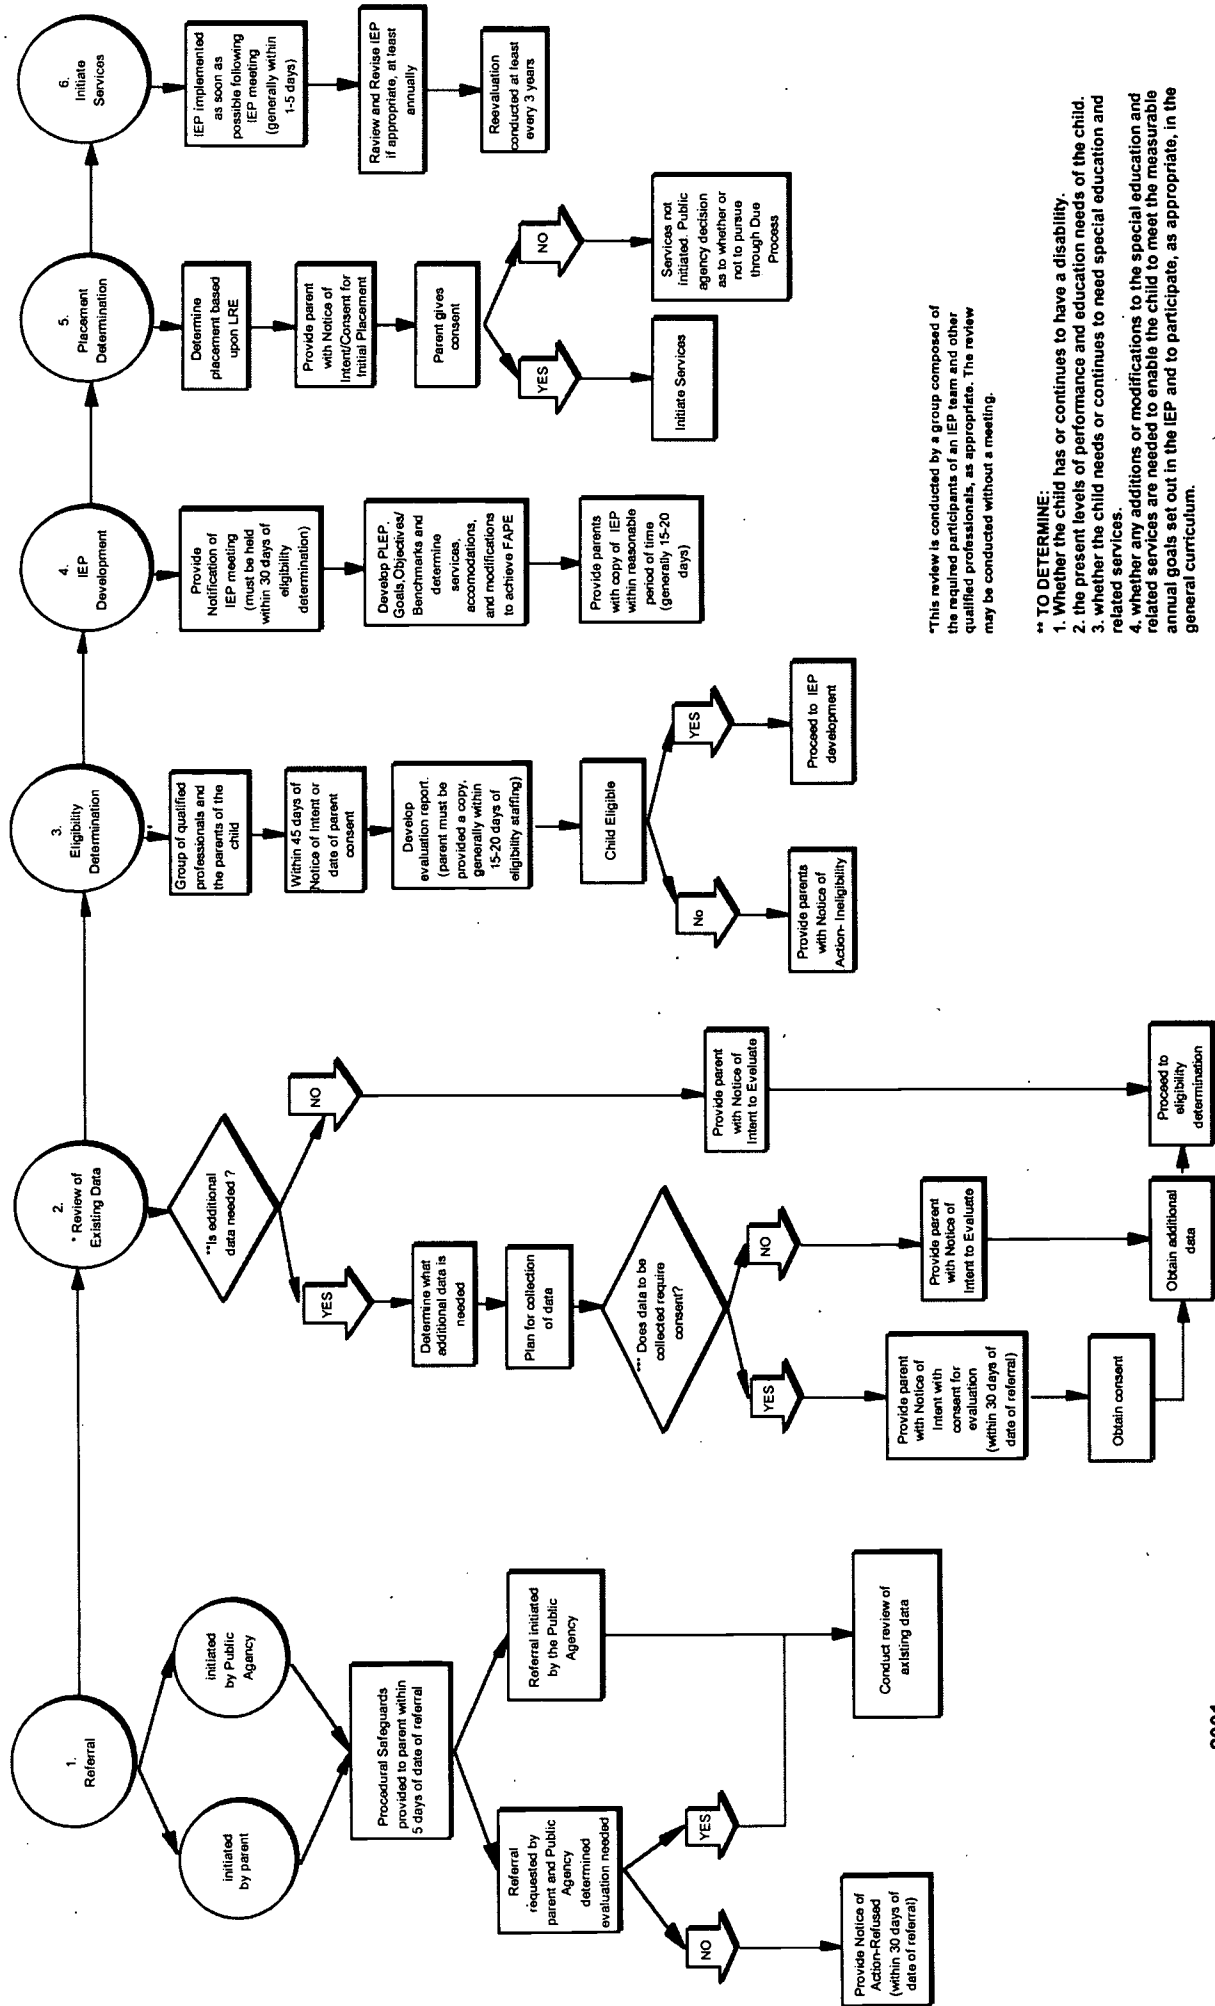 1.
Referral
initiated
by parent
initiated
by Public
Agency
Procedural Safeguards
provided to parent within
5 days of date of referral
Referral
requested by
parent and Public
Agency
determined
evaluation needed
Referral initiated
by the Public
Agency
NO
YES
Provide Notice of
Action-Refused
(within 30 days of
date of referral)
Conduct review of
existing data
2.
* Review of
Existing Data
**Is additional
data needed ?
YES
NO
Determine what
additional data is
needed
Plan for collection
of data
*** Does data to be
collected require
consent?
YES
NO
Provide parent
with Notice of
Intent with
consent for
evaluation
(within 30 days of
date of referral)
Provide parent
with Notice of
Intent to Evaluate
Provide parent
with Notice of
Intent to Evaluate
Obtain consent
Obtain additional
data
Proceed to
eligibility
determination
3.
Eligibility
Determination
**
Group of qualified
professionals and
the parents of the
child
Within 45 days of
Notice of Intent or
date of parent
consent
Develop
evaluation report.
(parent must be
provided a copy,
generally within
15-20 days of
eligibility staffing)
Child Eligible
No
YES
Provide parents
with Notice of
Action- Ineligibility
Proceed to IEP
development
4.
IEP
Development
Provide
Notification of
IEP meeting
(must be held
within 30 days of
eligibility
determination)
Develop PLEP.
Goals,Objectives/
Benchmarks and
determine
services,
accomodations,
and modifications
to achieve FAPE
Provide parents
with copy of IEP
within reasonable
period of time
(generally 15-20
days)
5.
Placement
Determination
Determine
placement based
upon LRE
Provide parent
with Notice of
Intent/Consent for
Initial Placement
Parent gives
consent
YES
NO
Initiate Services
Services not
initiated. Public
agency decision
as to whether or
not to pursue
through Due
Process
6.
Initiate
Services
IEP implemented
as soon as
possible following
IEP meeting
(generally within
1-5 days)
Review and Revise IEP
if appropriate, at least
annually
Reevaluation
conducted at least
every 3 years
*This review is conducted by a group composed of
the required participants of an IEP team and other
qualified professionals, as appropriate. The review
may be conducted without a meeting.
** TO DETERMINE:
1. Whether the child has or continues to have a disability.
2. the present levels of performance and education needs of the child.
3. whether the child needs or continues to need special education and
related services.
4. whether any additions or modifications to the special education and
related services are needed to enable the child to meet the measurable
annual goals set out in the IEP and to participate, as appropriate, in the
general curriculum.